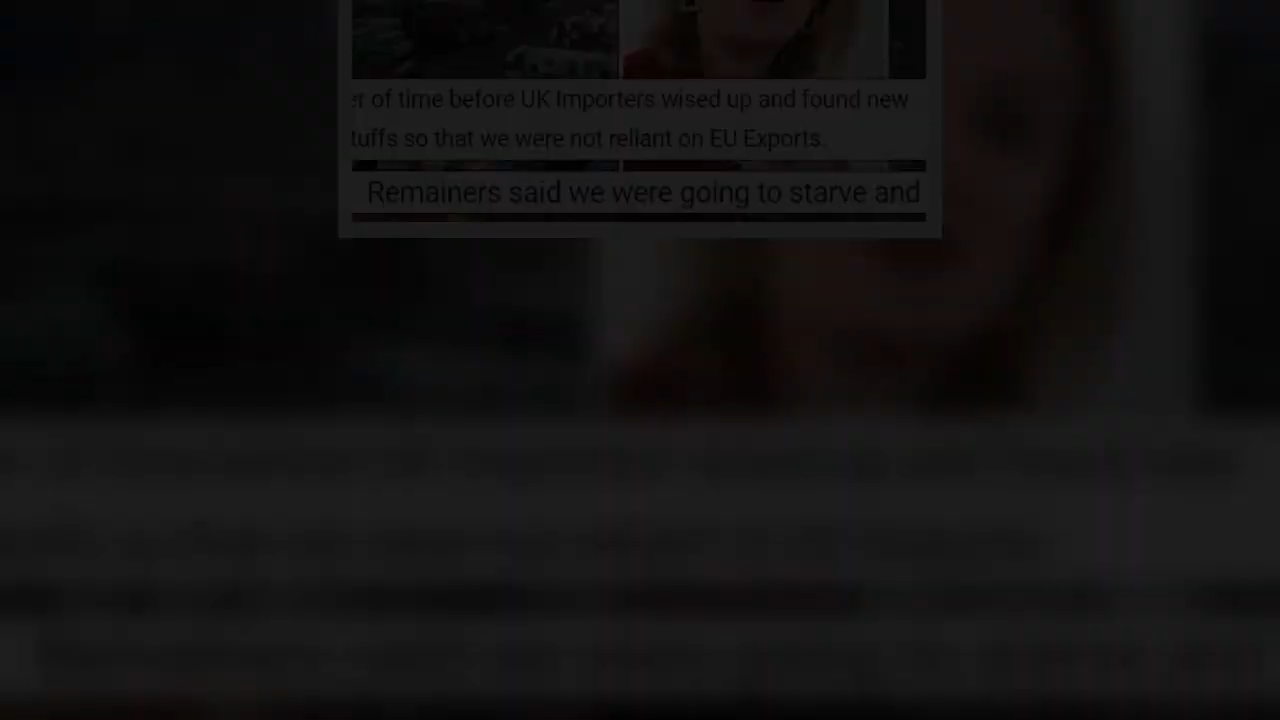 of time before UK Importers wised up and found new
tuffs so that we were not reliant on EU Exports.
Remainers said we were going to starve and